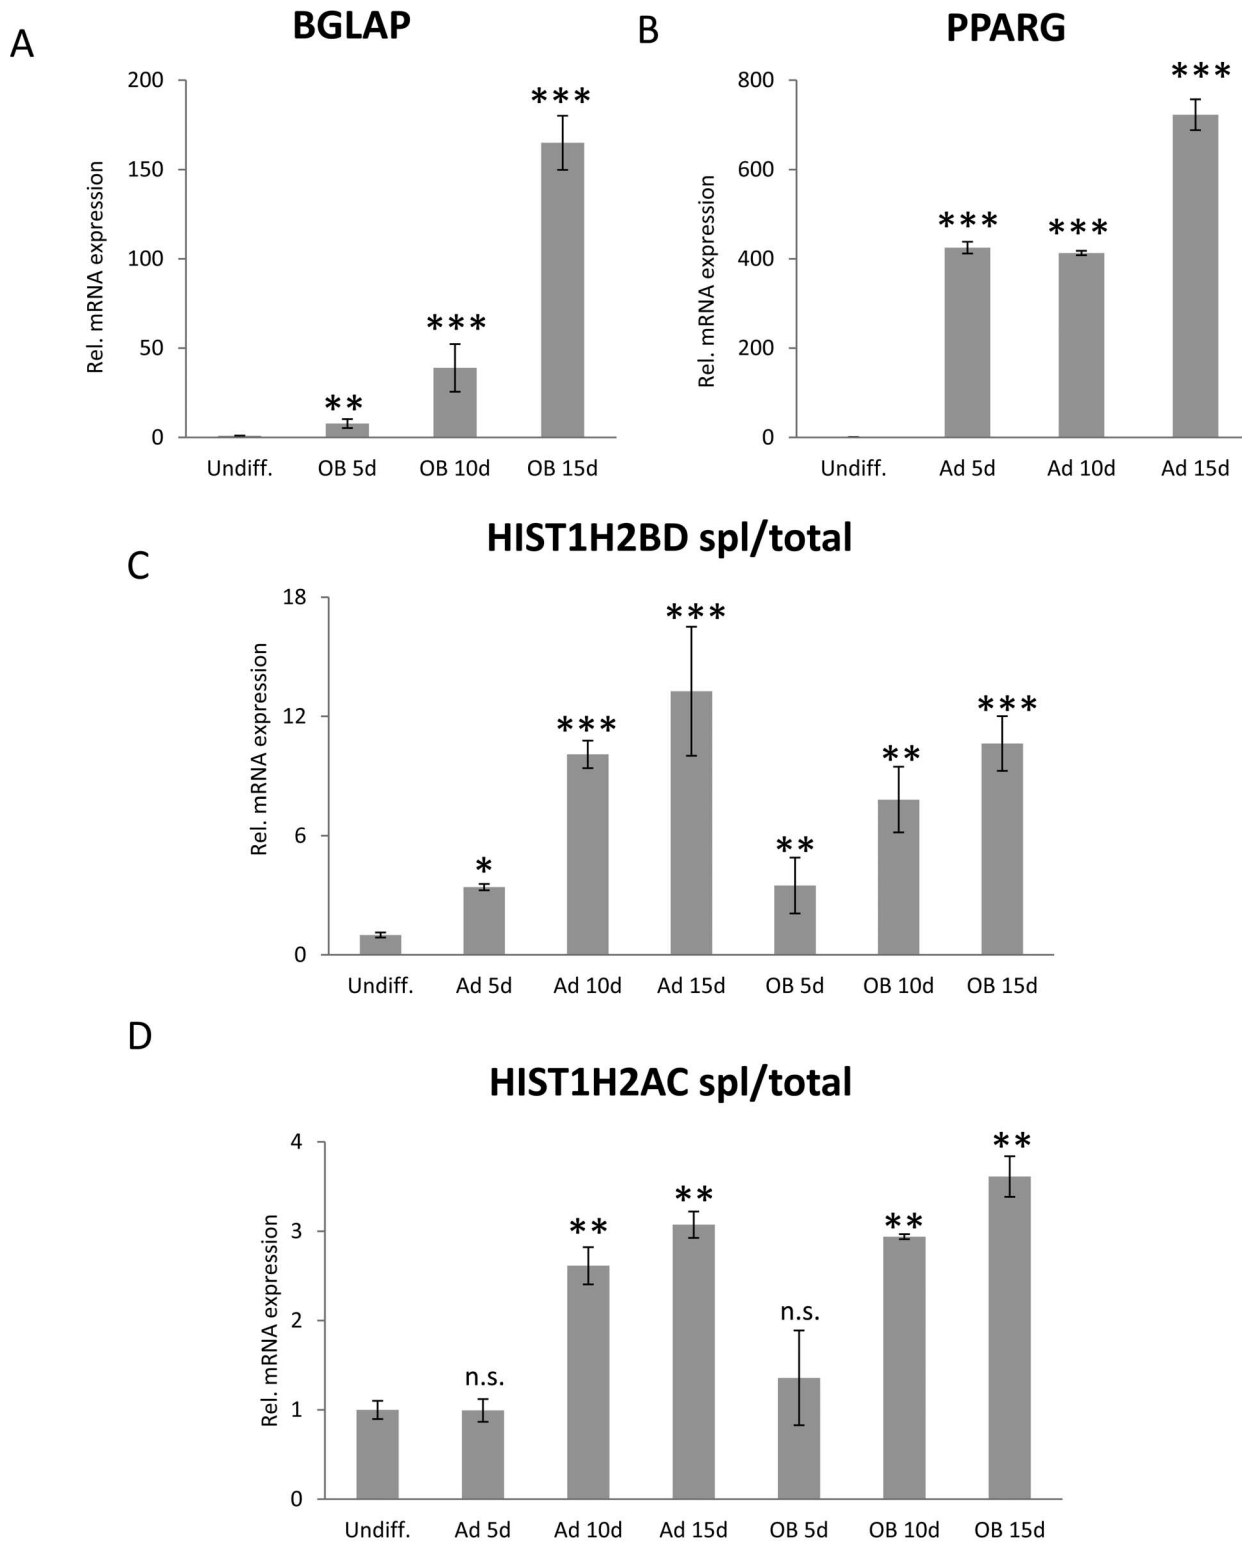 A
BGLAP
Rel. mRNA expression
200
150
100
50
0
***
***
**
Undiff. OB 5d OB 10d OB 15d
B
PPARG
Rel. mRNA expression
800
600
400
200
0
***
*** ***
Undiff. Ad 5d Ad 10d Ad 15d
C
HIST1H2BD spl/total
Rel. mRNA expression
18
12
6
0
* *** *** ** ** ***
Undiff. Ad 5d Ad 10d Ad 15d OB 5d OB 10d OB 15d
D
HIST1H2AC spl/total
Rel. mRNA expression
4
3
2
1
0
n.s. ** ** n.s. ** **
Undiff. Ad 5d Ad 10d Ad 15d OB 5d OB 10d OB 15d